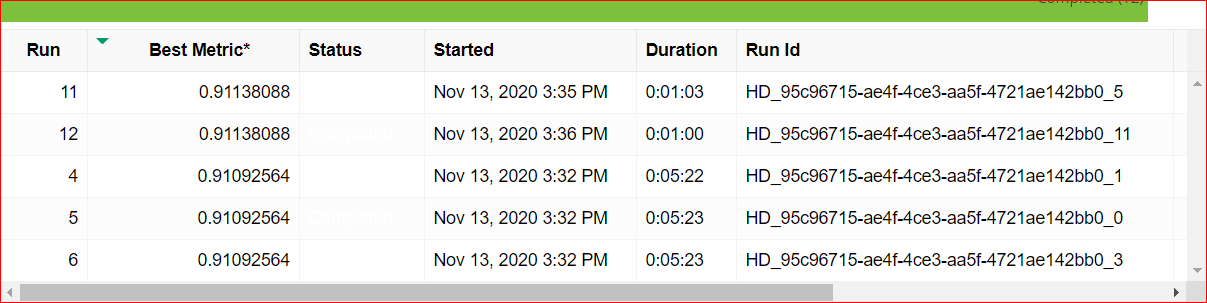 Completed (12)
Run Best Metric* Status Started Duration Run Id
11 0.91138088 Nov 13, 2020 3:35 PM 0:01:03 HD_95c96715-ae4f-4ce3-aa5f-4721ae142bb0_5
12 0.91138088 Completed Nov 13, 2020 3:36 PM 0:01:00 HD_95c96715-ae4f-4ce3-aa5f-4721ae142bb0_11
4 0.91092564 Nov 13, 2020 3:32 PM 0:05:22 HD_95c96715-ae4f-4ce3-aa5f-4721ae142bb0_1
5 0.91092564 Completed Nov 13, 2020 3:32 PM 0:05:23 HD_95c96715-ae4f-4ce3-aa5f-4721ae142bb0_0
6 0.91092564 Nov 13, 2020 3:32 PM 0:05:23 HD_95c96715-ae4f-4ce3-aa5f-4721ae142bb0_3